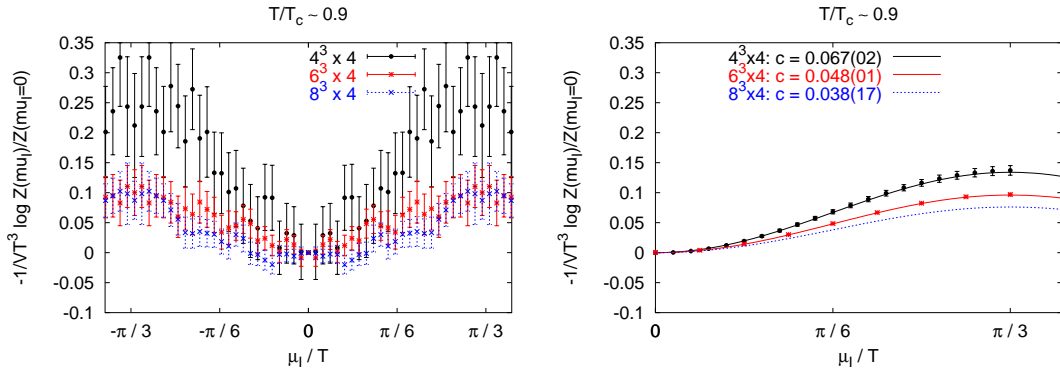 T/T_c ~ 0.9
-1/VT^3 log Z(mu_I)/Z(mu_I=0)
0.35
0.3
0.25
0.2
0.15
0.1
0.05
0
-0.05
-0.1
4^3 x 4
6^3 x 4
8^3 x 4
-π / 3
-π / 6
0
π / 6
π / 3
μ_I / T
T/T_c ~ 0.9
-1/VT^3 log Z(mu_I)/Z(mu_I=0)
0.35
0.3
0.25
0.2
0.15
0.1
0.05
0
-0.05
-0.1
4^3x4: c = 0.067(02)
6^3x4: c = 0.048(01)
8^3x4: c = 0.038(17)
0
π / 6
π / 3
μ_I / T